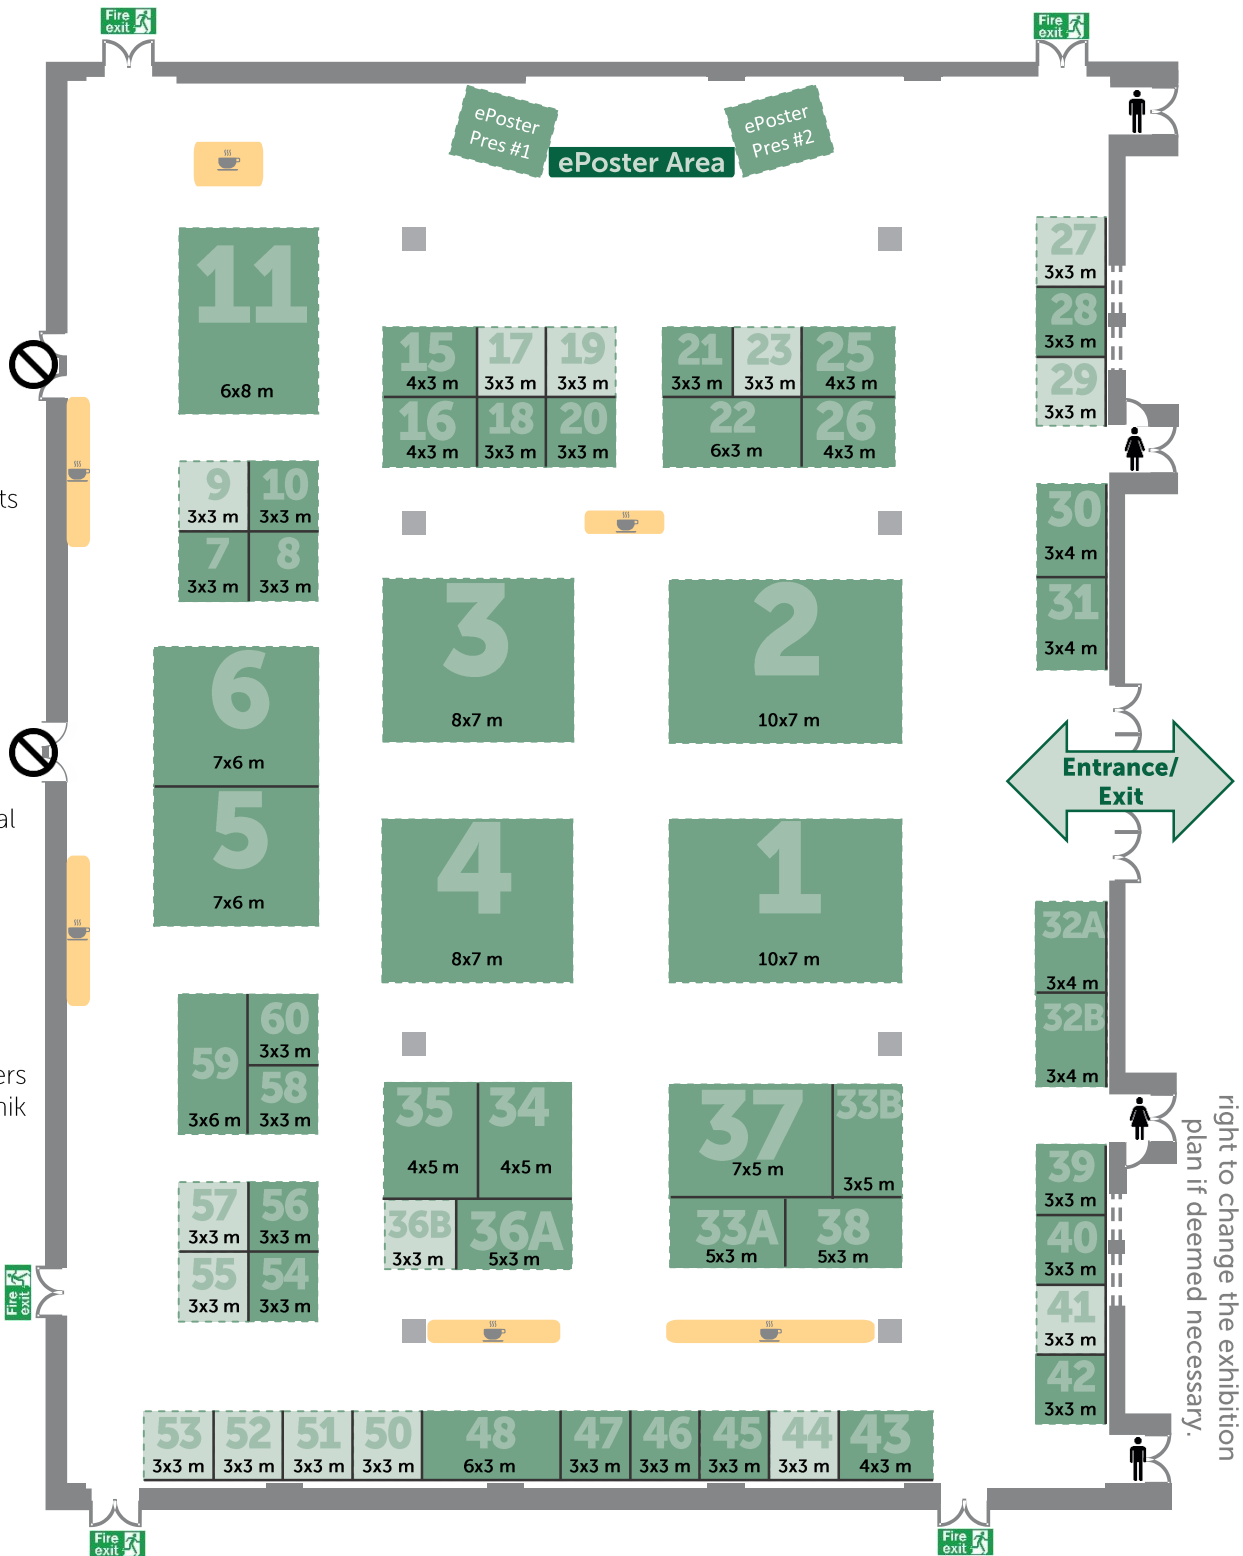 Fire
exit
Fire
exit
ePoster
Pres #1
ePoster Area
ePoster
Pres #2
11
6x8 m
27
3x3 m
28
3x3 m
29
3x3 m
15
4x3 m
17
3x3 m
19
3x3 m
21
3x3 m
23
3x3 m
25
4x3 m
16
4x3 m
18
3x3 m
20
3x3 m
22
6x3 m
26
4x3 m
9
3x3 m
10
3x3 m
7
3x3 m
8
3x3 m
ts
30
3x4 m
31
3x4 m
3
8x7 m
2
10x7 m
6
7x6 m
5
7x6 m
Entrance/
Exit
al
4
8x7 m
1
10x7 m
32A
3x4 m
32B
3x4 m
59
3x6 m
60
3x3 m
58
3x3 m
ers
nik
35
4x5 m
34
4x5 m
37
7x5 m
33B
3x5 m
36B
3x3 m
36A
5x3 m
33A
5x3 m
38
5x3 m
39
3x3 m
40
3x3 m
41
3x3 m
42
3x3 m
right to change the exhibition
plan if deemed necessary.
57
3x3 m
56
3x3 m
55
3x3 m
54
3x3 m
Fire
exit
53
3x3 m
52
3x3 m
51
3x3 m
50
3x3 m
48
6x3 m
47
3x3 m
46
3x3 m
45
3x3 m
44
3x3 m
43
4x3 m
Fire
exit
Fire
exit